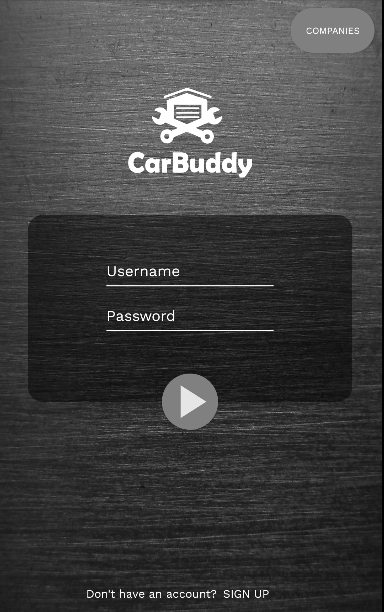 COMPANIES
CarBuddy
Username
Password
Don't have an account? SIGN UP